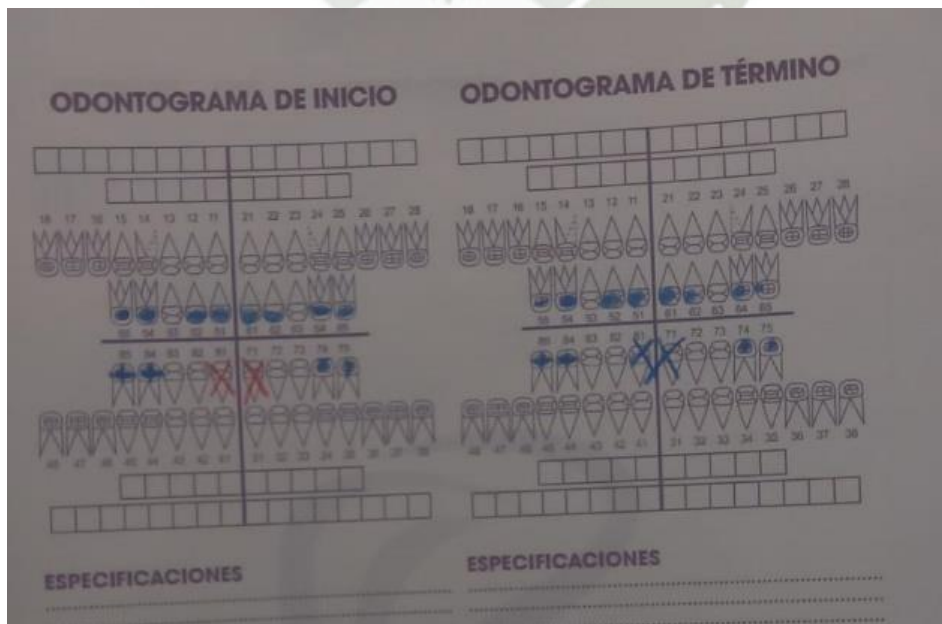 ODONTOGRAMA DE INICIO ODONTOGRAMA DE TÉRMINO
18 17 16 15 14 13 12 11 21 22 23 24 25 26 27 28 18 17 16 15 14 13 12 11 21 22 23 24 25 26 27 28
55 54 53 52 51 61 62 63 64 65 55 54 53 52 51 61 62 63 64 65
85 84 83 82 81 71 72 73 74 75 85 84 83 82 81 71 72 73 74 75
48 47 46 45 44 43 42 41 31 32 33 34 35 36 37 38 48 47 46 45 44 43 42 41 31 32 33 34 35 36 37 38
ESPECIFICACIONES ESPECIFICACIONES